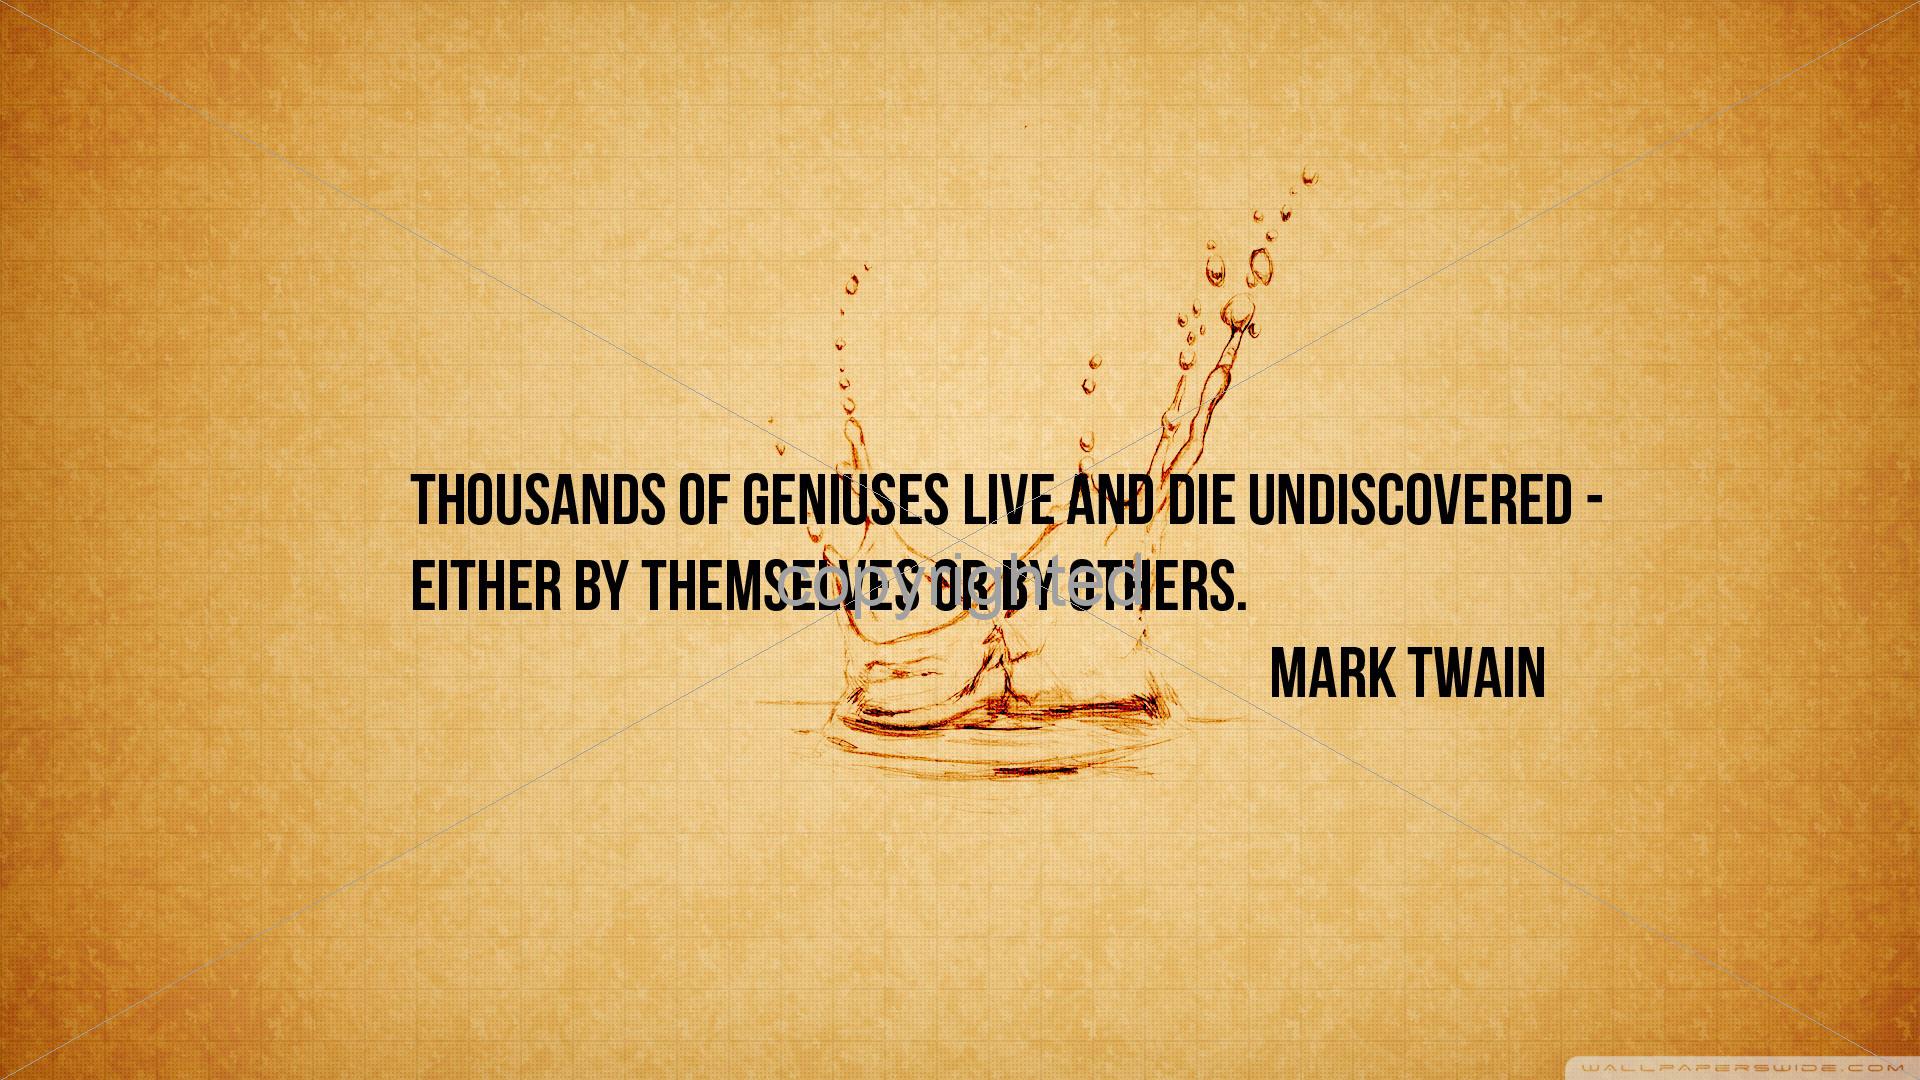 THOUSANDS OF GENIUSES LIVE AND DIE UNDISCOVERED -
EITHER BY THEMSELVES OR BY OTHERS.
copyrighted
MARK TWAIN
WALLPAPERSWIDE.COM